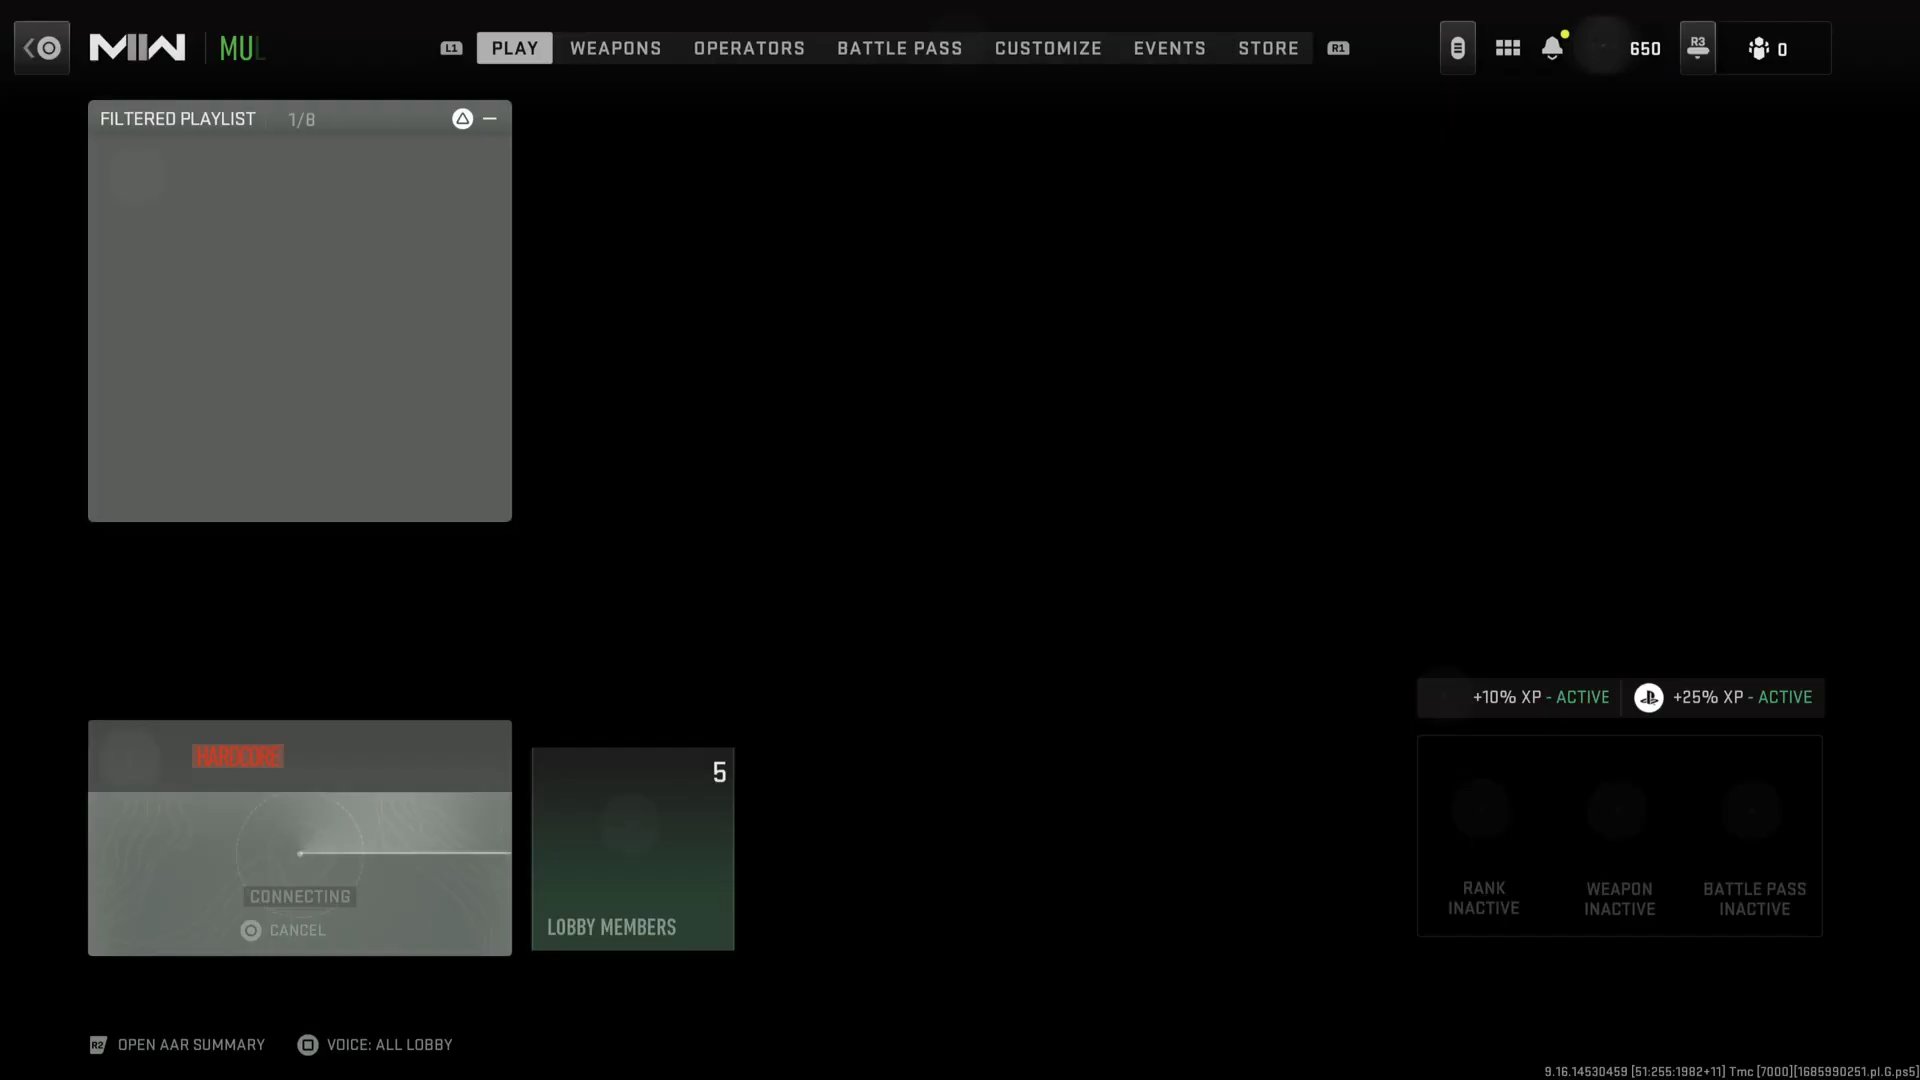 MWII MUL
L1 PLAY WEAPONS OPERATORS BATTLE PASS CUSTOMIZE EVENTS STORE R1
650 R3 0
FILTERED PLAYLIST 1/8
+10% XP - ACTIVE +25% XP - ACTIVE
HARDCORE
5
CONNECTING
CANCEL
LOBBY MEMBERS
RANK INACTIVE
WEAPON INACTIVE
BATTLE PASS INACTIVE
R2 OPEN AAR SUMMARY VOICE: ALL LOBBY
9.16.14530459 [51:255:1982+11] Tmc [7000][1685990251.pl.G.ps5]